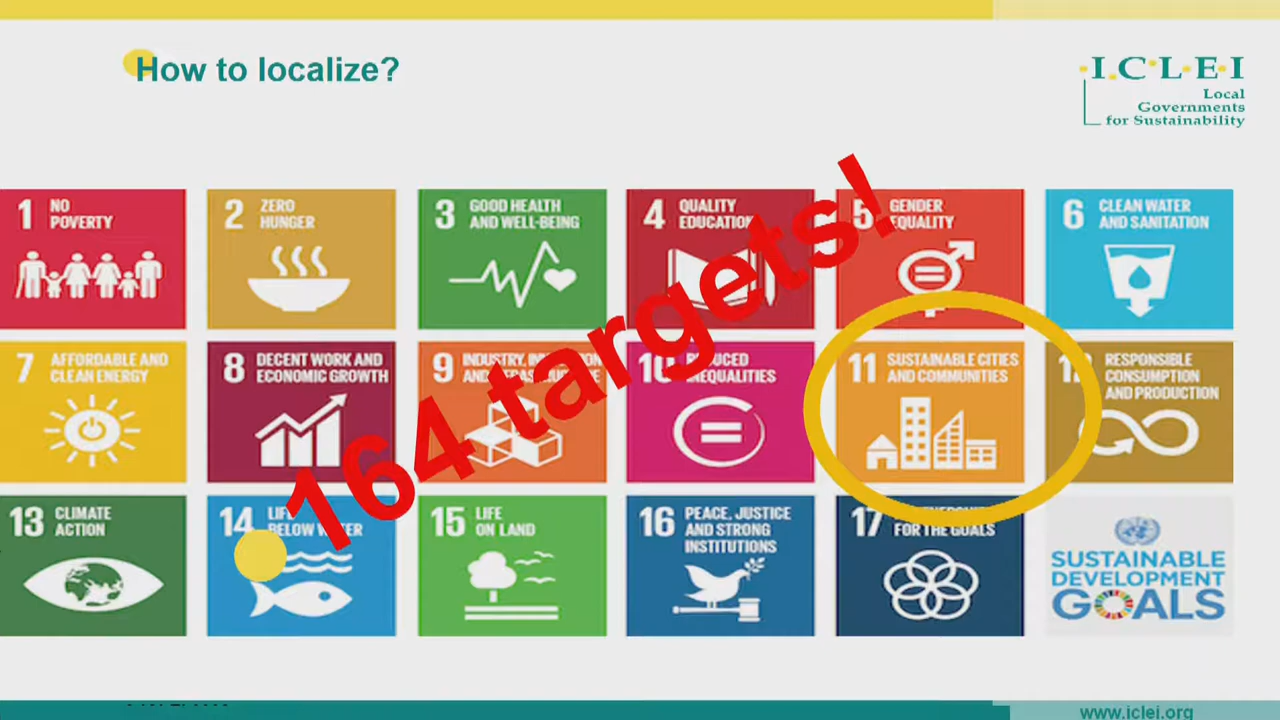 How to localize?
I.C.L.E.I
Local
Governments
for Sustainability
1 NO
POVERTY
2 ZERO
HUNGER
3 GOOD HEALTH
AND WELL-BEING
4 QUALITY
EDUCATION
5 GENDER
EQUALITY
6 CLEAN WATER
AND SANITATION
164 targets!
7 AFFORDABLE AND
CLEAN ENERGY
8 DECENT WORK AND
ECONOMIC GROWTH
9 INDUSTRY,
10 REDUCED
INEQUALITIES
11 SUSTAINABLE CITIES
AND COMMUNITIES
12 RESPONSIBLE
CONSUMPTION
AND PRODUCTION
13 CLIMATE
ACTION
14 LIFE
BELOW WATER
15 LIFE
ON LAND
16 PEACE, JUSTICE
AND STRONG
INSTITUTIONS
17
FOR THE GOALS
SUSTAINABLE
DEVELOPMENT
GOALS
www.iclei.org